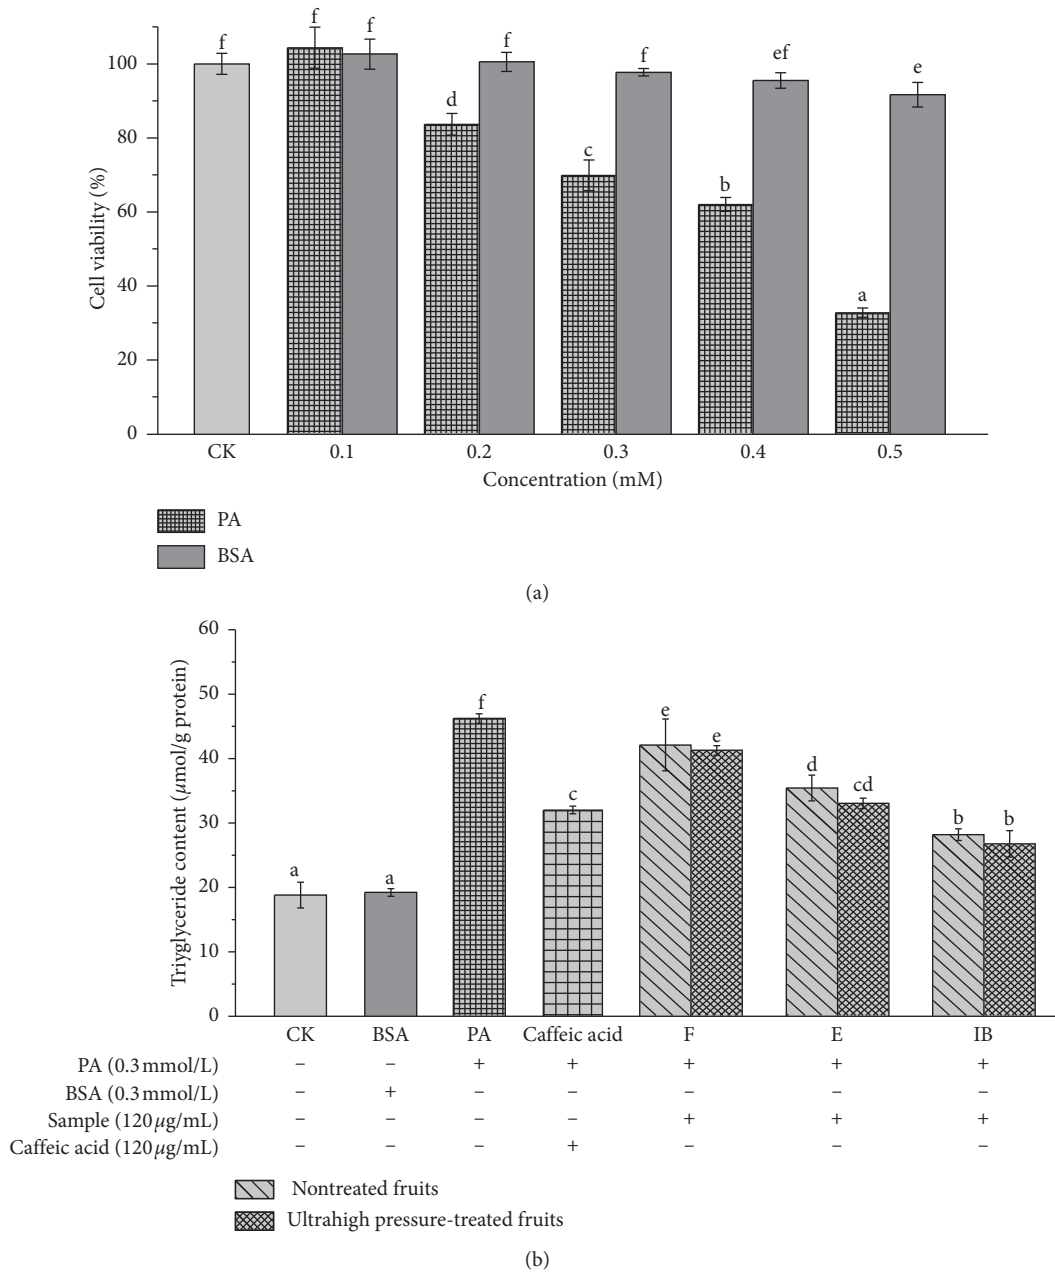 f
f
f
f
f
ef
e
d
c
b
a
100
80
60
40
20
0
Cell viability (%)
CK 0.1 0.2 0.3 0.4 0.5
Concentration (mM)
PA
BSA
(a)
60
50
40
30
20
10
0
Triyglyceride content (μmol/g protein)
a
a
f
c
e
e
d
cd
b
b
CK BSA PA Caffeic acid F E IB
PA (0.3 mmol/L) − − + + + + +
BSA (0.3 mmol/L) − + − − − − −
Sample (120 μg/mL) − − − − + + +
Caffeic acid (120 μg/mL) − − − + − − −
Nontreated fruits
Ultrahigh pressure-treated fruits
(b)